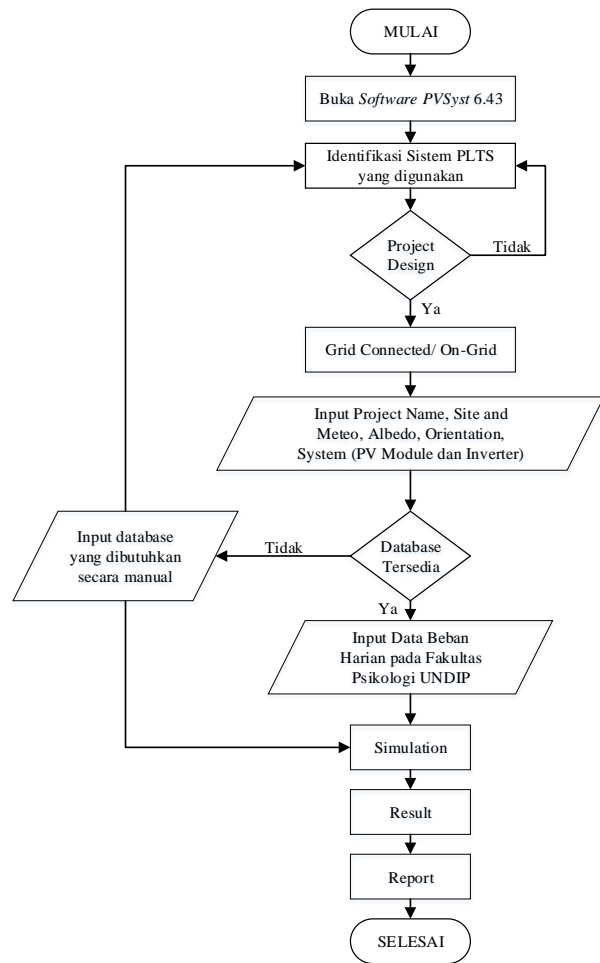 MULAI
Buka Software PVSyst 6.43
Identifikasi Sistem PLTS
yang digunakan
Project
Design
Tidak
Ya
Grid Connected/ On-Grid
Input Project Name, Site and
Meteo, Albedo, Orientation,
System (PV Module dan Inverter)
Input database
yang dibutuhkan
secara manual
Tidak
Database
Tersedia
Ya
Input Data Beban
Harian pada Fakultas
Psikologi UNDIP
Simulation
Result
Report
SELESAI